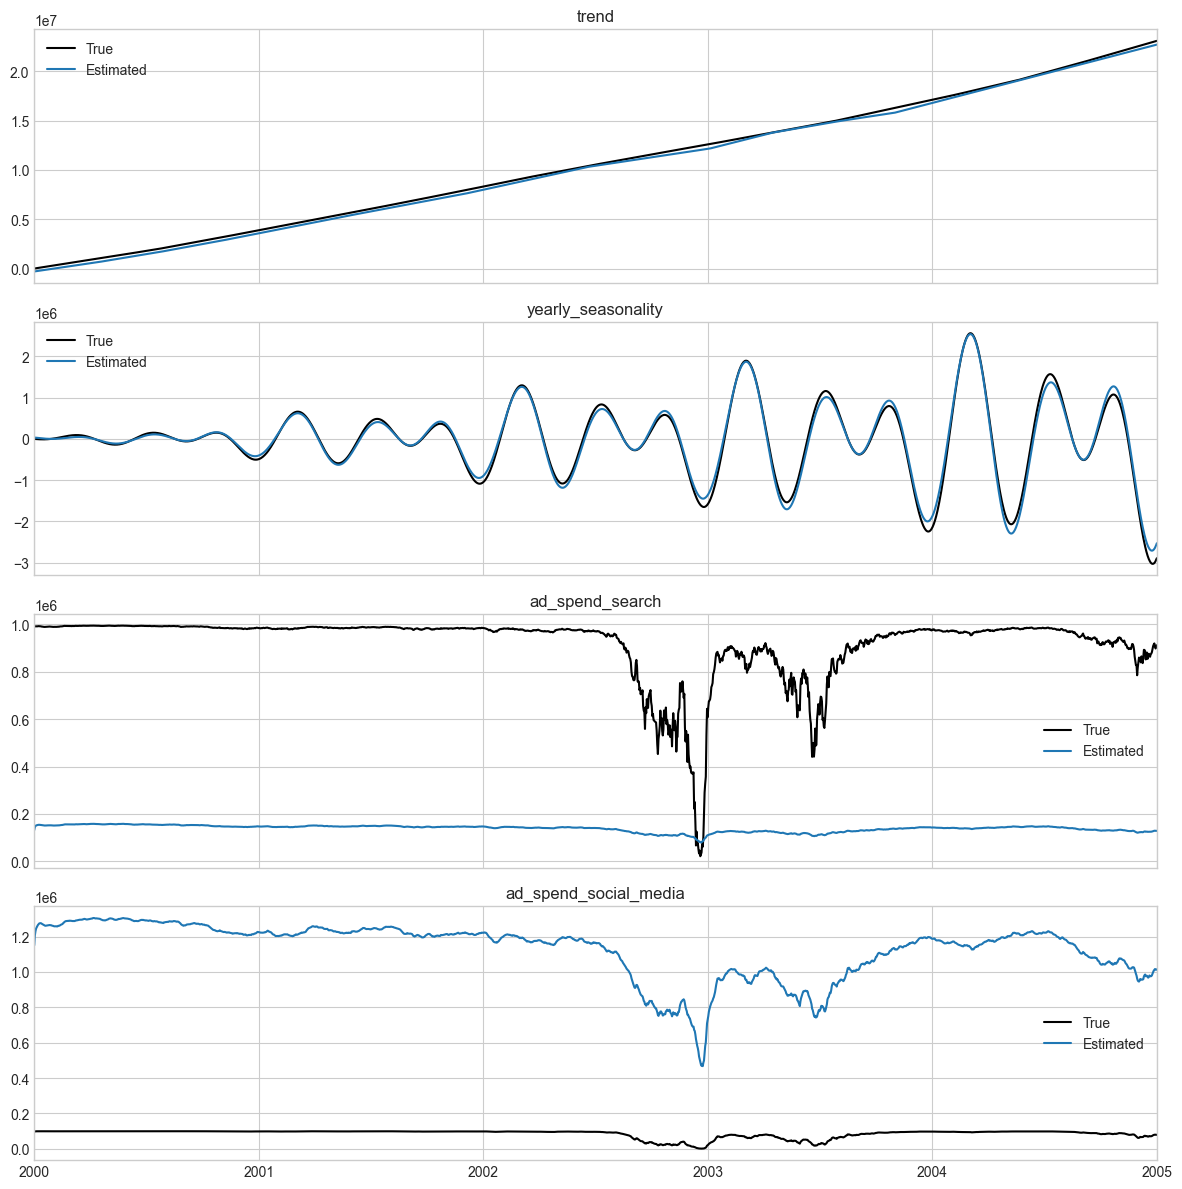 trend
1e7
True
Estimated
2.0
1.5
1.0
0.5
0.0
yearly_seasonality
1e6
True
Estimated
2
1
0
−1
−2
−3
ad_spend_search
1e6
1.0
0.8
0.6
True
Estimated
0.4
0.2
0.0
ad_spend_social_media
1e6
1.2
1.0
0.8
True
Estimated
0.6
0.4
0.2
0.0
2000 2001 2002 2003 2004 2005